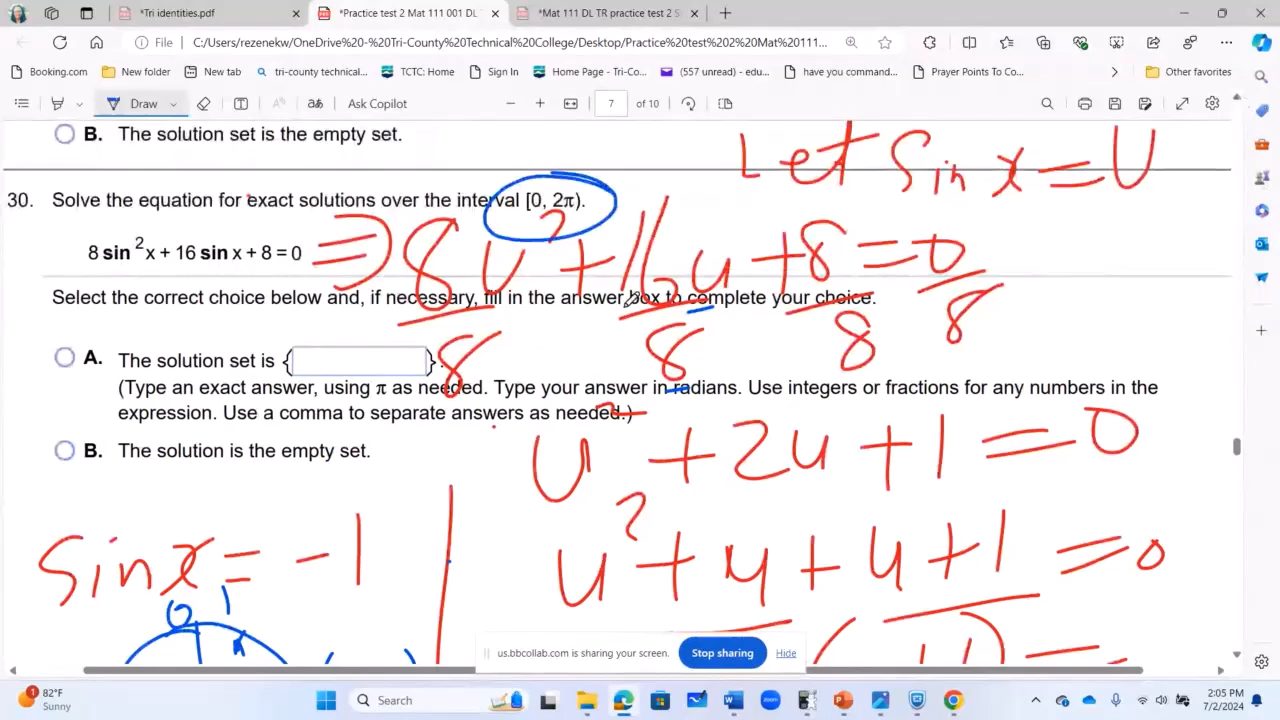 *Tri identities.pdf
*Practice test 2 Mat 111 001 DL
*Mat 111 DL TR practice test 2 S
File
C:/Users/rezenekw/OneDrive%20-%20Tri-County%20Technical%20College/Desktop/Practice%20test%202%20Mat%20111...
Booking.com
New folder
New tab
tri-county technical...
TCTC: Home
Sign In
Home Page - Tri-Co...
(557 unread) - edu...
have you command...
Prayer Points To Co...
Other favorites
Draw
Ask Copilot
7 of 10
B. The solution set is the empty set.
Let sin x = U
30. Solve the equation for exact solutions over the interval [0, 2π).
8 sin 2x + 16 sin x + 8 = 0 ⇒ 8u² + 16u + 8 = 0
8 8 8 8
Select the correct choice below and, if necessary, fill in the answer box to complete your choice.
A. The solution set is { }.
(Type an exact answer, using π as needed. Type your answer in radians. Use integers or fractions for any numbers in the
expression. Use a comma to separate answers as needed.)
u² + 2u + 1 = 0
B. The solution is the empty set.
sin x = -1
u² + u + u + 1 = 0
us.bbcollab.com is sharing your screen.
Stop sharing
Hide
1
82°F
Sunny
Search
2:05 PM
7/2/2024